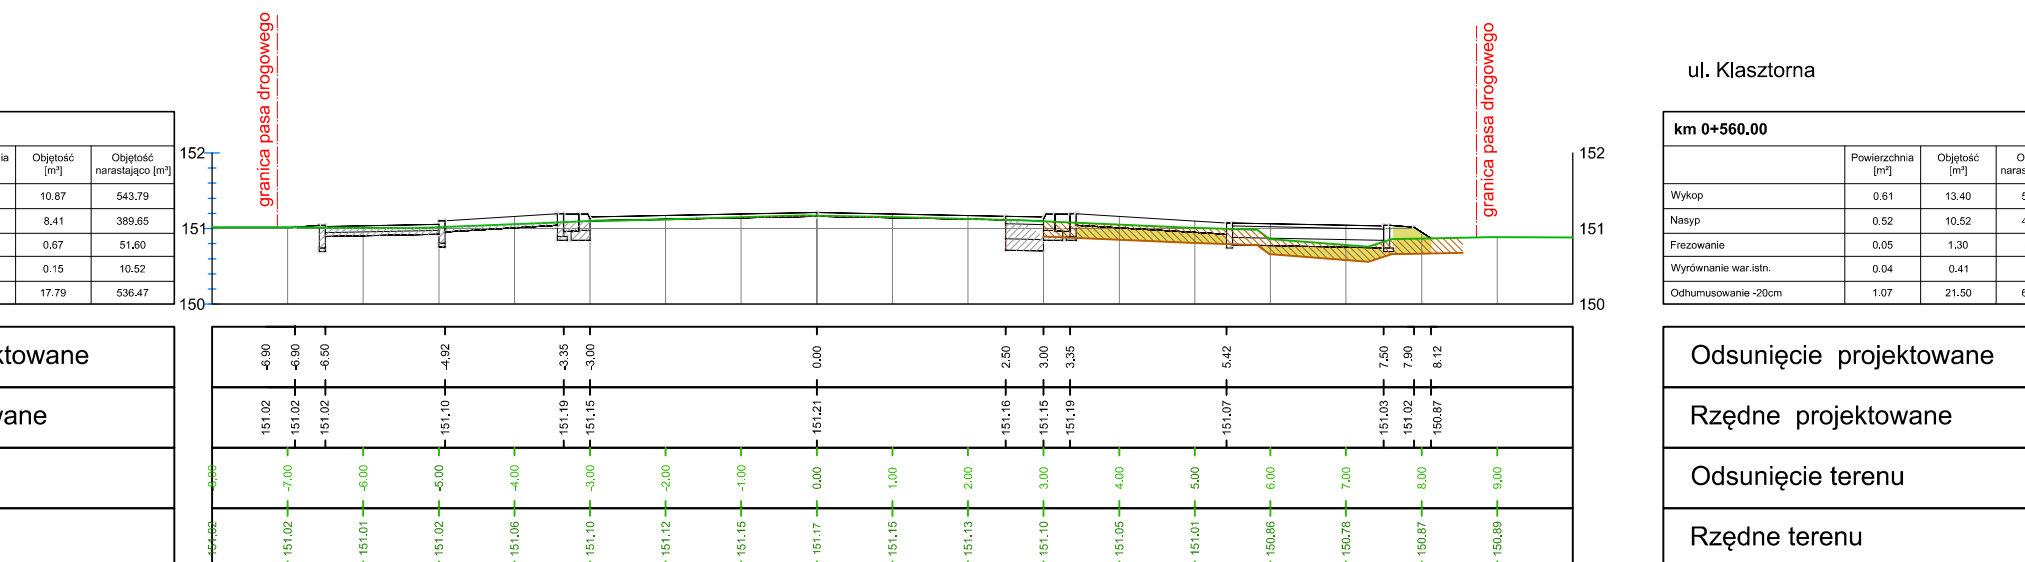 granica pasa drogowego
granica pasa drogowego
ul. Klasztorna
Objętość [m³] Objętość narastająco [m³]
10.87 543.79
8.41 389.65
0.67 51.60
0.15 10.52
17.79 536.47
152 152
151 151
150 150
km 0+560.00
Powierzchnia [m²] Objętość [m³]
Wykop 0.61 13.40
Nasyp 0.52 10.52
Frezowanie 0.05 1.30
Wyrównanie war.istn. 0.04 0.41
Odhumusowanie -20cm 1.07 21.50
-6.90 -6.90 -6.50 -4.92 -3.35 -3.00 0.00 2.50 3.00 3.35 5.42 7.50 7.90 8.12
Odsunięcie projektowane
151.02 151.02 151.02 151.10 151.19 151.15 151.21 151.16 151.15 151.19 151.07 151.03 151.02 150.87
Rzędne projektowane
-8.00 -7.00 -6.00 -5.00 -4.00 -3.00 -2.00 -1.00 0.00 1.00 2.00 3.00 4.00 5.00 6.00 7.00 8.00 9.00
Odsunięcie terenu
151.02 151.02 151.01 151.02 151.06 151.10 151.12 151.15 151.17 151.15 151.13 151.10 151.05 151.01 150.86 150.78 150.87 150.89
Rzędne terenu